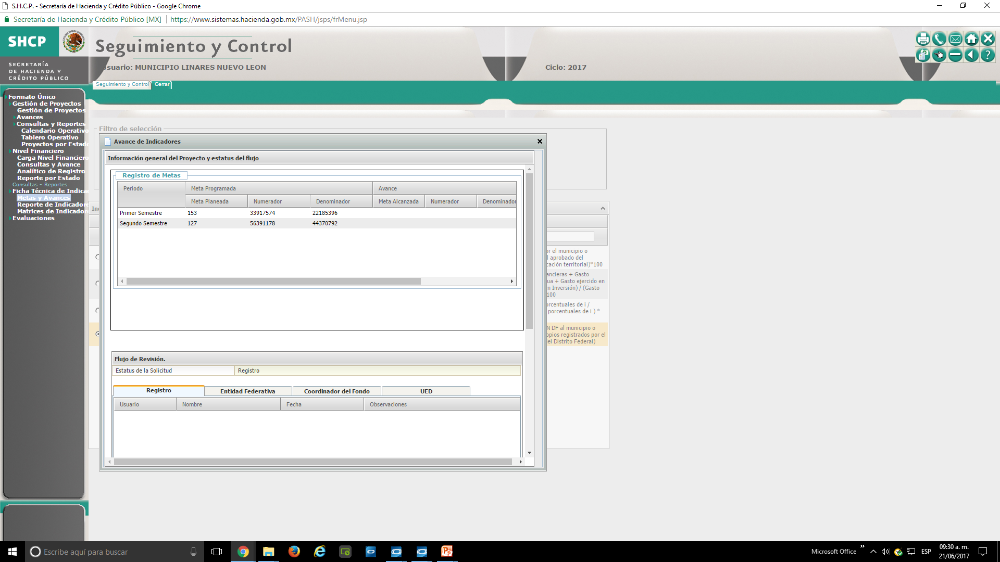 S.H.C.P. - Secretaría de Hacienda y Crédito Público - Google Chrome
Secretaría de Hacienda y Crédito Público [MX] https://www.sistemas.hacienda.gob.mx/PASH/jsps/frMenu.jsp
SHCP
SECRETARÍA
DE HACIENDA Y
CRÉDITO PÚBLICO
Seguimiento y Control
suario: MUNICIPIO LINARES NUEVO LEON
Ciclo: 2017
Seguimiento y Control Cerrar
Formato Único
Gestión de Proyectos
Gestión de Proyectos
Avances
Consultas y Reportes
Calendario Operativo
Tablero Operativo
Proyectos por Estado
Nivel Financiero
Carga Nivel Financiero
Consultas y Avance
Analítico de Registro
Reporte por Estado
Consultas - Reportes
Ficha Técnica de Indica
Metas y Avances
Reporte de Indicadore
Matrices de Indicador
Evaluaciones
Filtro de selección
Avance de Indicadores
Información general del Proyecto y estatus del flujo
Registro de Metas
Periodo Meta Programada Avance
Meta Planeada Numerador Denominador Meta Alcanzada Numerador Denominador
Primer Semestre 153 33917574 22185396
Segundo Semestre 127 56391178 44370792
Flujo de Revisión.
Estatus de la Solicitud Registro
Registro Entidad Federativa Coordinador del Fondo UED
Usuario Nombre Fecha Observaciones
In
or el municipio o
l aprobado del
cación territorial)*100
ancieras + Gasto
ua + Gasto ejercido en
en Inversión) / (Gasto
100
orcentuales de i /
porcentuales de i ) *
N DF al municipio o
opios registrados por el
del Distrito Federal)
Escribe aquí para buscar
Microsoft Office
ESP
09:30 a. m.
21/06/2017